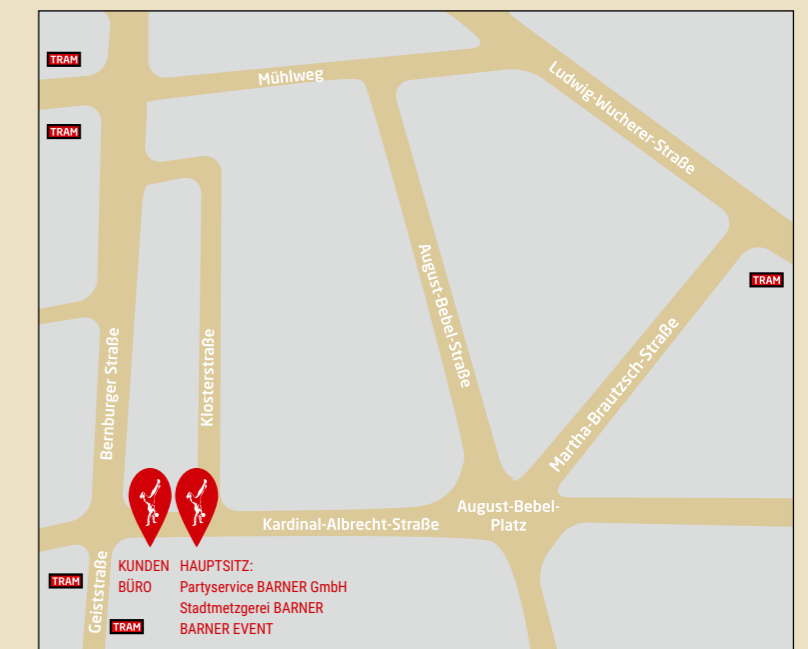 TRAM
Mühlweg
Ludwig-Wucherer-Straße
TRAM
August-Bebel-Straße
TRAM
Bernburger Straße
Klosterstraße
Martha-Brautzsch-Straße
August-Bebel-
Platz
Kardinal-Albrecht-Straße
Geiststraße
KUNDEN
BÜRO
HAUPTSITZ:
Partyservice BARNER GmbH
Stadtmetzgerei BARNER
BARNER EVENT
TRAM
TRAM